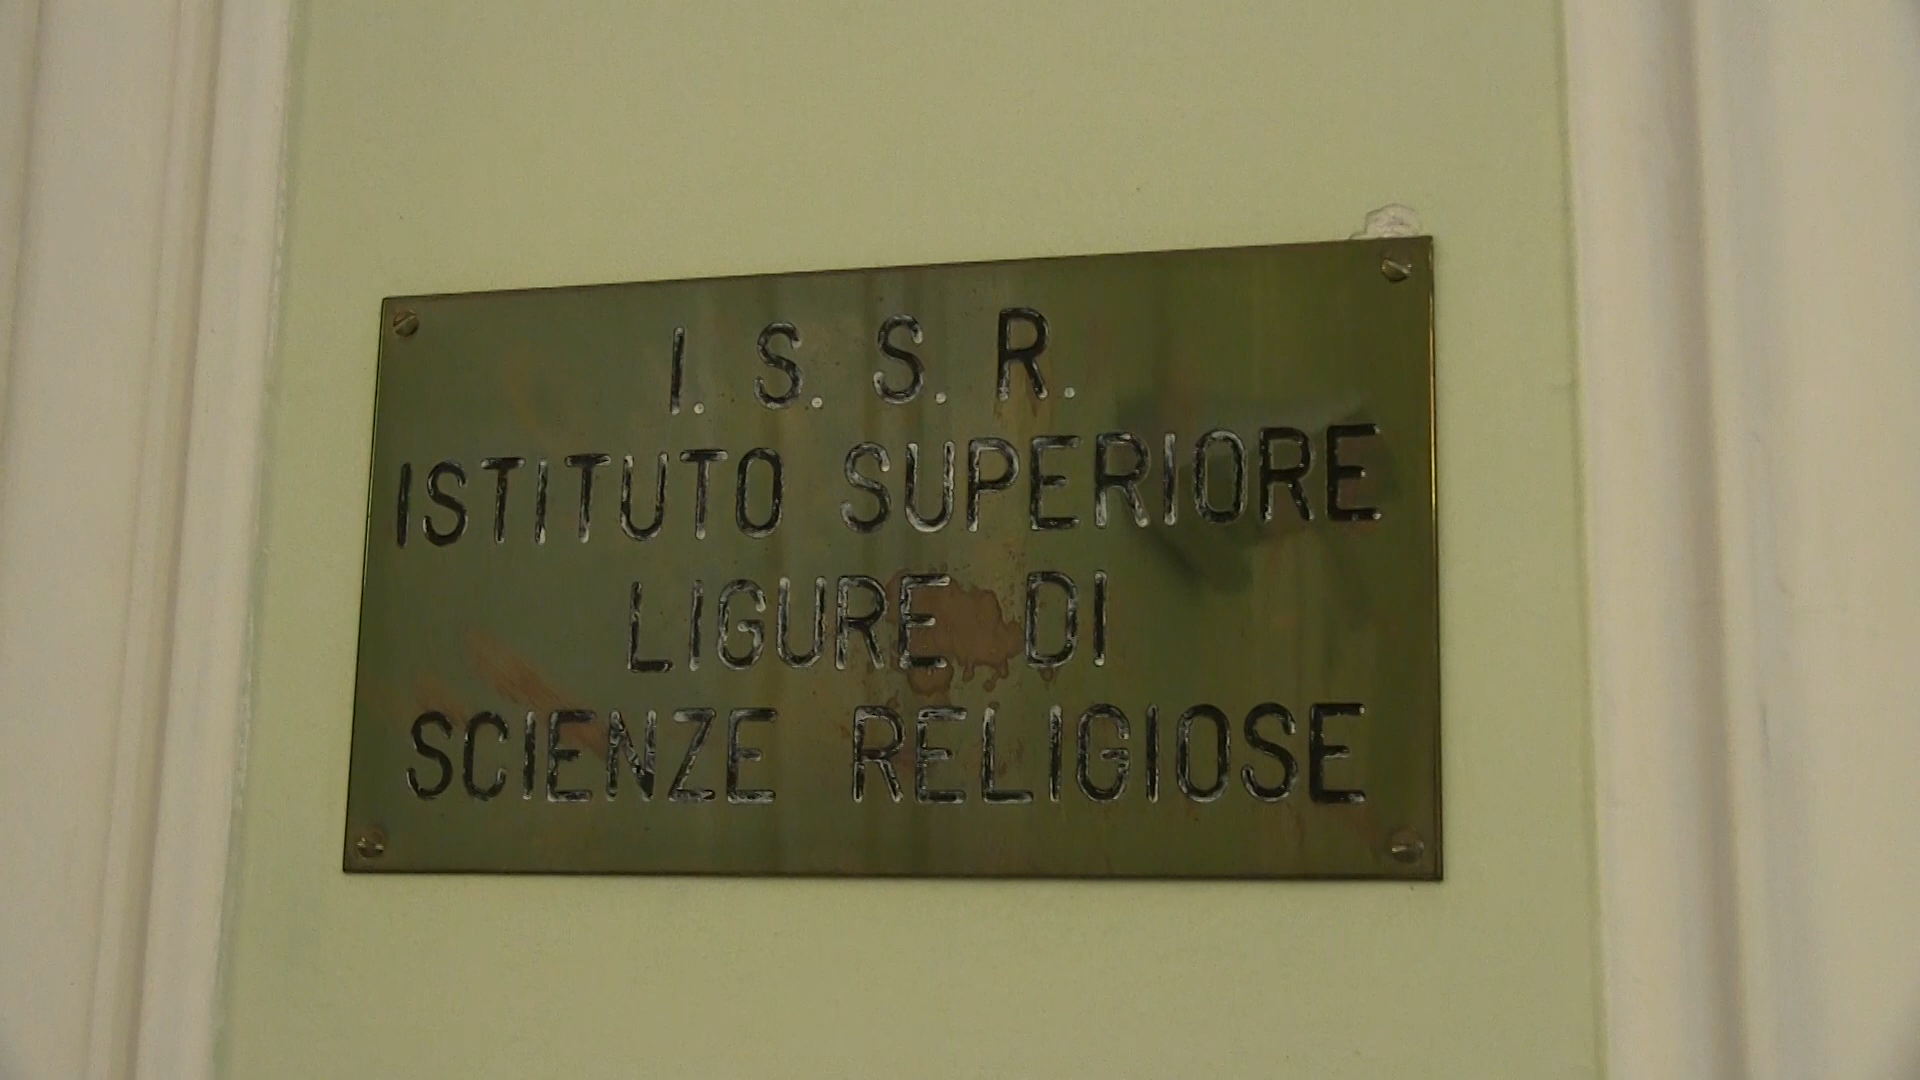 I. S. S. R.
ISTITUTO SUPERIORE
LIGURE DI
SCIENZE RELIGIOSE